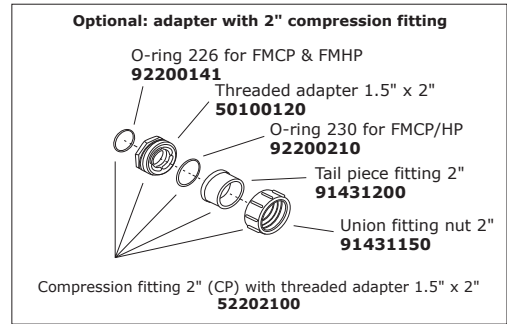 Optional: adapter with 2" compression fitting
O-ring 226 for FMCP & FMHP
92200141
Threaded adapter 1.5" x 2"
50100120
O-ring 230 for FMCP/HP
92200210
Tail piece fitting 2"
91431200
Union fitting nut 2"
91431150
Compression fitting 2" (CP) with threaded adapter 1.5" x 2"
52202100